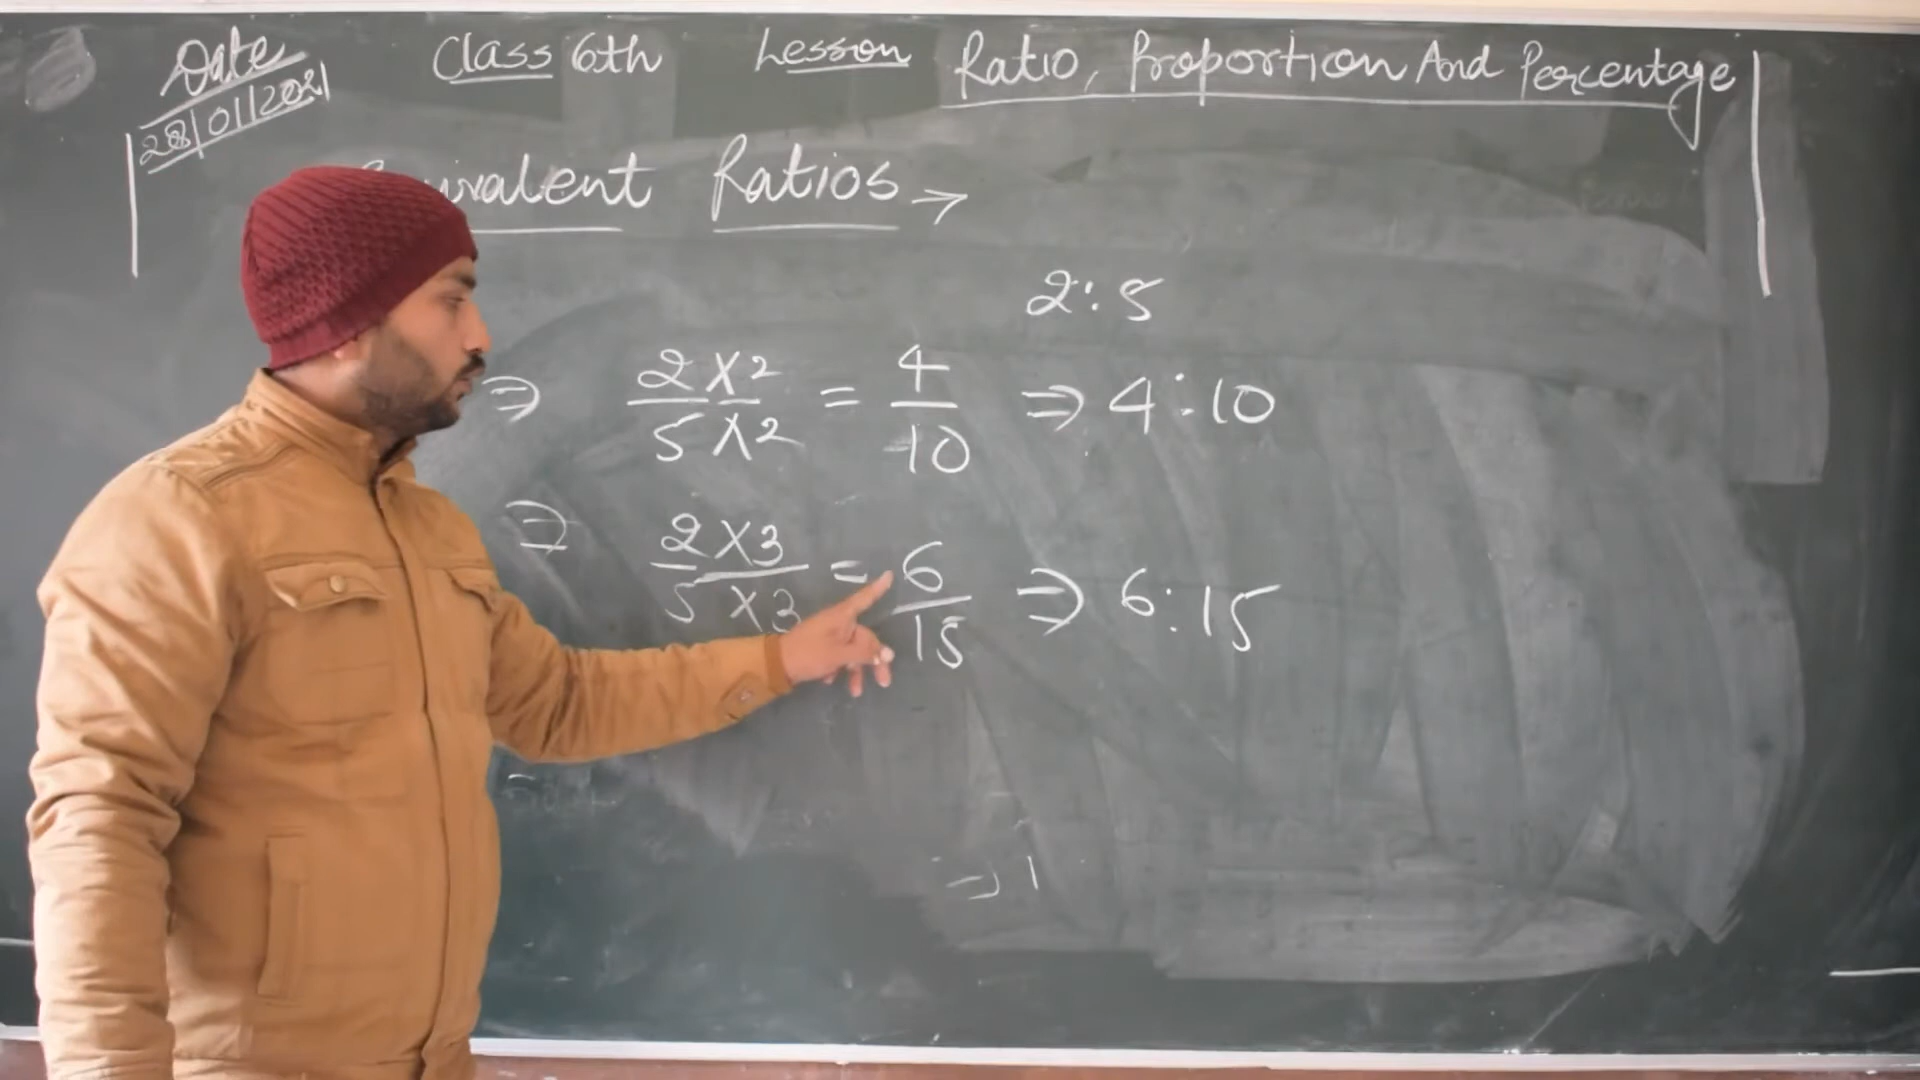 Date Class 6th Lesson Ratio, Proportion And Percentage
28/01/2021
Ratios →
2:5
⇒ 2×2/5×2 = 4/10 ⇒ 4:10
⇒ 2×3/5×3 = 6/15 ⇒ 6:15